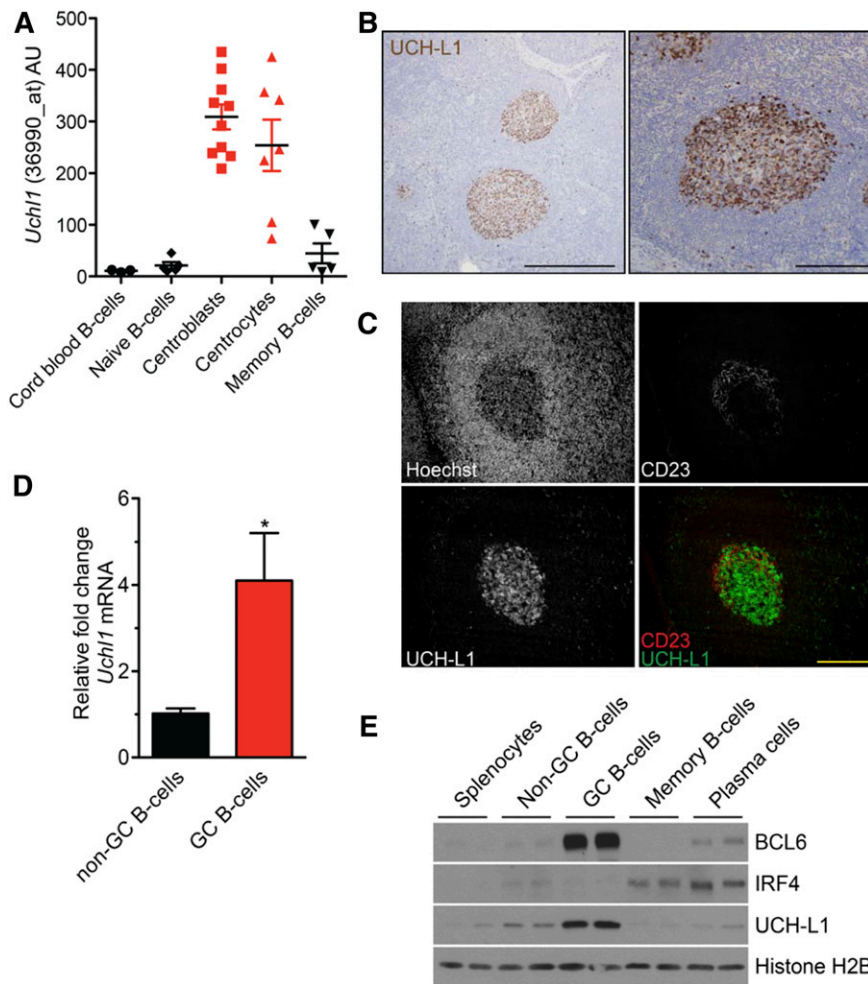 A
Uchl1 (36990_at) AU
500
400
300
200
100
0
Cord blood B-cells
Naive B-cells
Centroblasts
Centrocytes
Memory B-cells
B
UCH-L1
C
Hoechst
CD23
UCH-L1
CD23
UCH-L1
D
Relative fold change
Uchl1 mRNA
6
4
2
0
*
non-GC B-cells
GC B-cells
E
Splenocytes
Non-GC B-cells
GC B-cells
Memory B-cells
Plasma cells
BCL6
IRF4
UCH-L1
Histone H2B